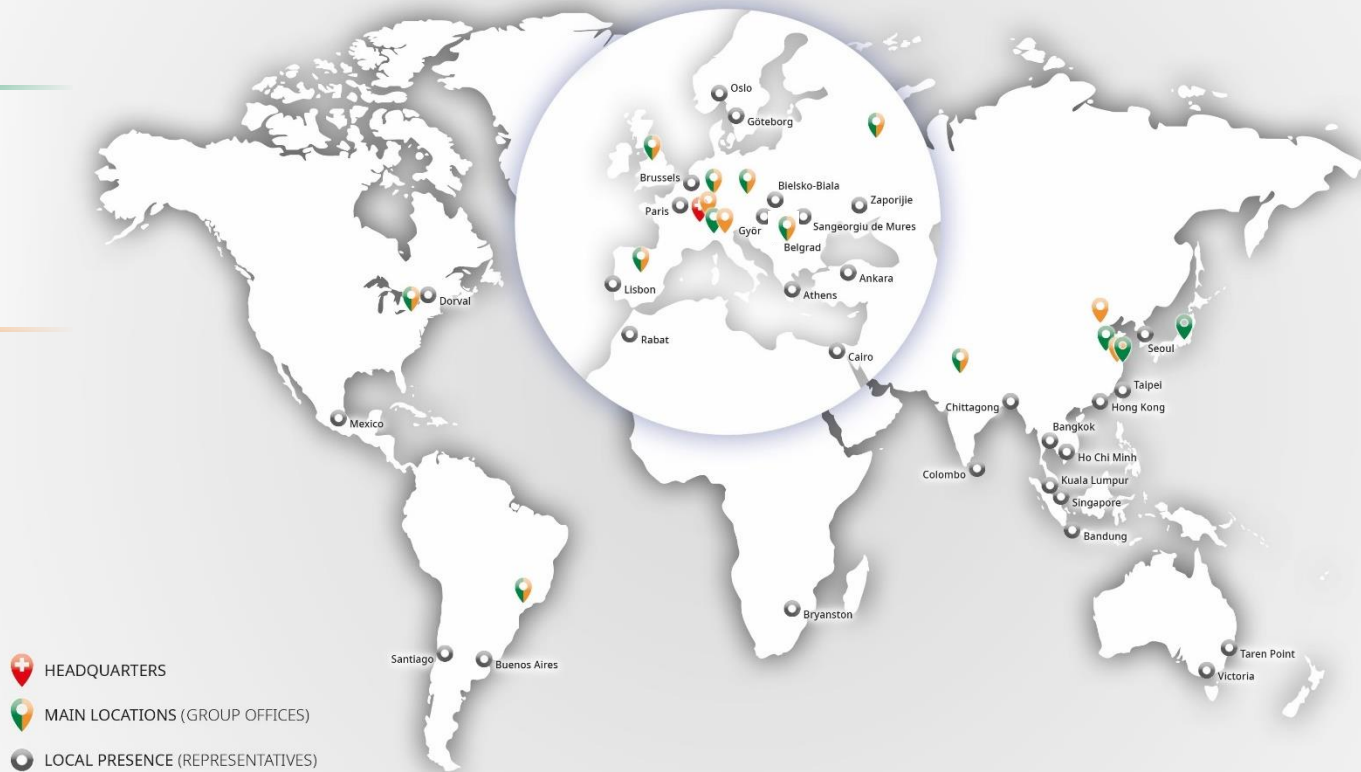 Oslo
Göteborg
Brussels
Bielsko-Biala
Paris
Zaporijie
Györ
Sangeorgiu de Mures
Belgrad
Ankara
Lisbon
Athens
Dorval
Rabat
Cairo
Seoul
Taipei
Chittagong
Hong Kong
Mexico
Bangkok
Ho Chi Minh
Colombo
Kuala Lumpur
Singapore
Bandung
Bryanston
Santiago
Buenos Aires
Taren Point
Victoria
HEADQUARTERS
MAIN LOCATIONS (GROUP OFFICES)
LOCAL PRESENCE (REPRESENTATIVES)